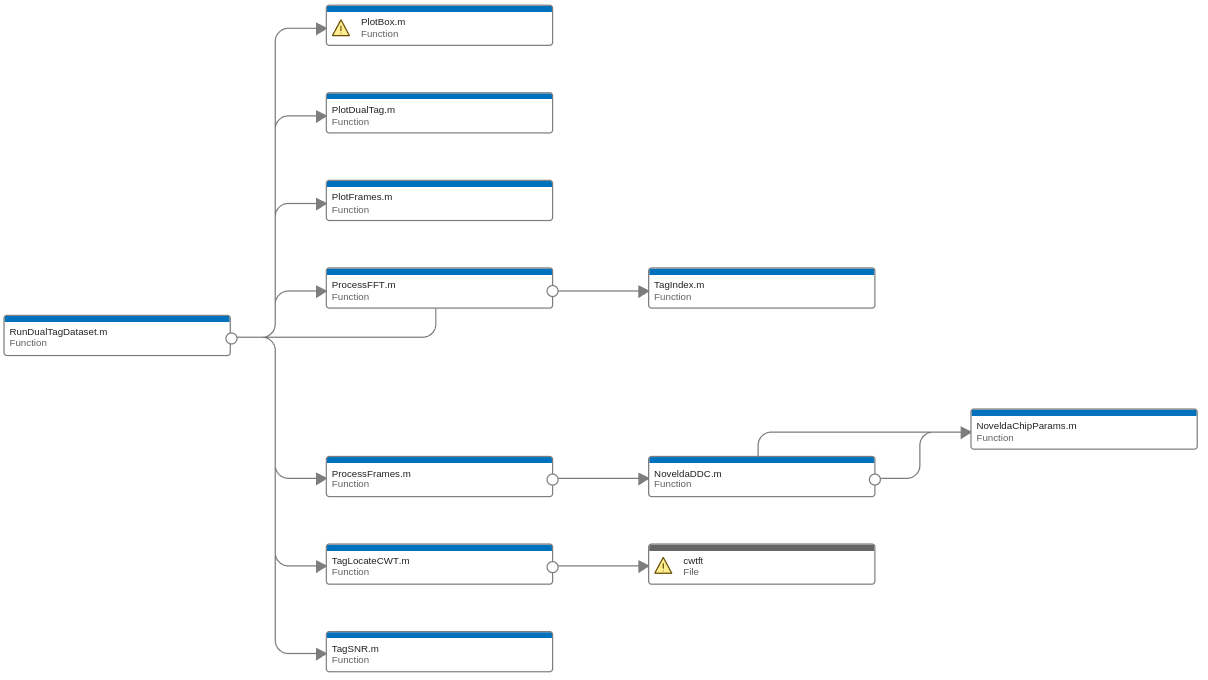 PlotBox.m
Function
PlotDualTag.m
Function
PlotFrames.m
Function
ProcessFFT.m
Function
TagIndex.m
Function
RunDualTagDataset.m
Function
NoveldaChipParams.m
Function
ProcessFrames.m
Function
NoveldaDDC.m
Function
TagLocateCWT.m
Function
cwtft
File
TagSNR.m
Function